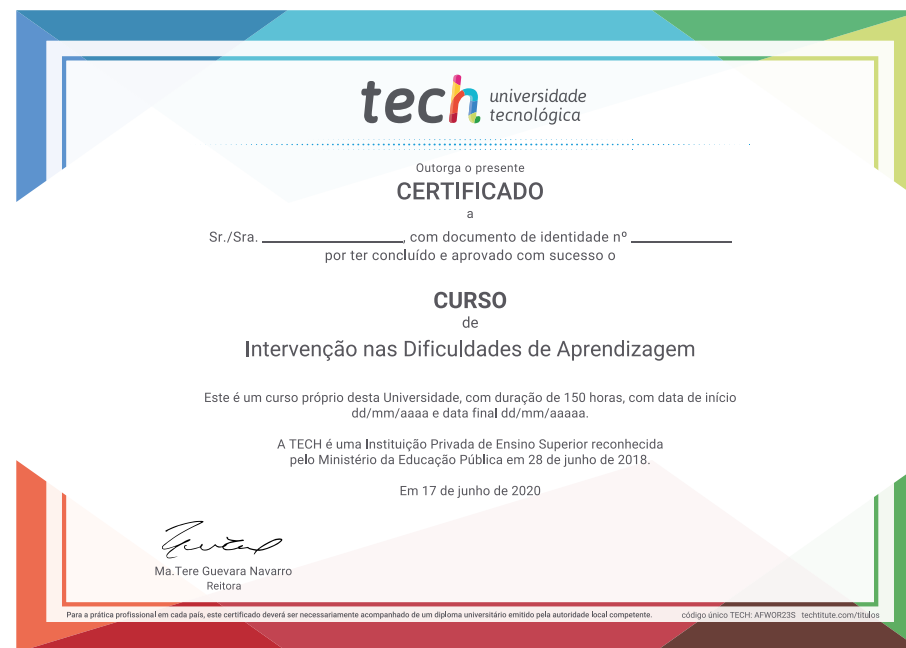 tech universidade
tecnológica
Outorga o presente
CERTIFICADO
a
Sr./Sra. ____________________, com documento de identidade nº ______________
por ter concluído e aprovado com sucesso o
CURSO
de
Intervenção nas Dificuldades de Aprendizagem
Este é um curso próprio desta Universidade, com duração de 150 horas, com data de início
dd/mm/aaaa e data final dd/mm/aaaaa.
A TECH é uma Instituição Privada de Ensino Superior reconhecida
pelo Ministério da Educação Pública em 28 de junho de 2018.
Em 17 de junho de 2020
Ma.Tere Guevara Navarro
Reitora
Para a prática profissional em cada país, este certificado deverá ser necessariamente acompanhado de um diploma universitário emitido pela autoridade local competente. código único TECH: AFWOR23S techtitute.com/titulos